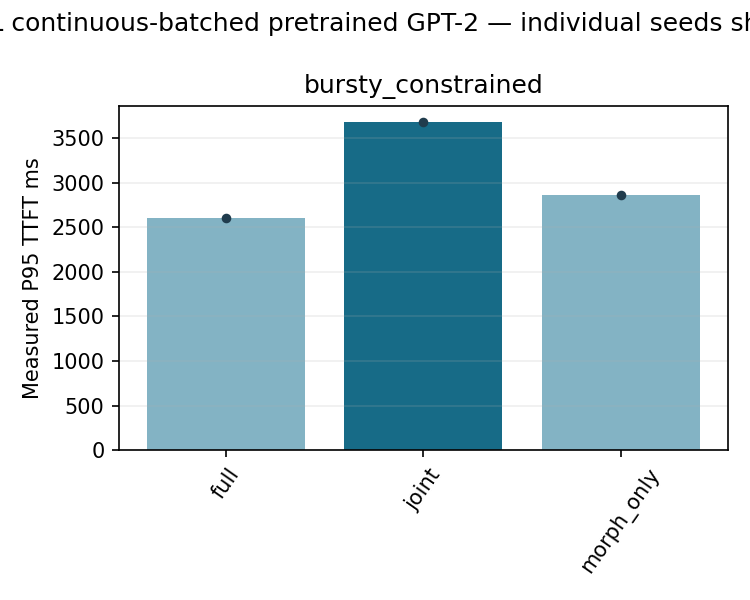 continuous-batched pretrained GPT-2 — individual seeds
bursty_constrained
Measured P95 TTFT ms
3500
3000
2500
2000
1500
1000
500
0
full
joint
morph_only